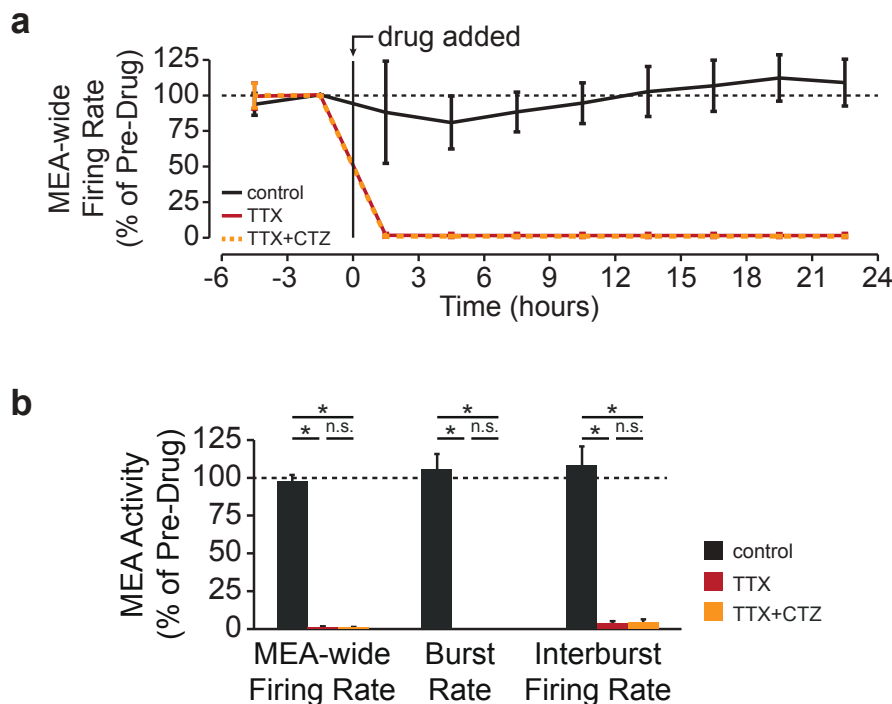 a
drug added
MEA-wide
Firing Rate
(% of Pre-Drug)
125
100
75
50
25
0
control
TTX
TTX+CTZ
-6 -3 0 3 6 9 12 15 18 21 24
Time (hours)
b
* * *
* n.s. * n.s. * n.s.
MEA Activity
(% of Pre-Drug)
125
100
75
50
25
0
MEA-wide
Firing Rate
Burst
Rate
Interburst
Firing Rate
control
TTX
TTX+CTZ